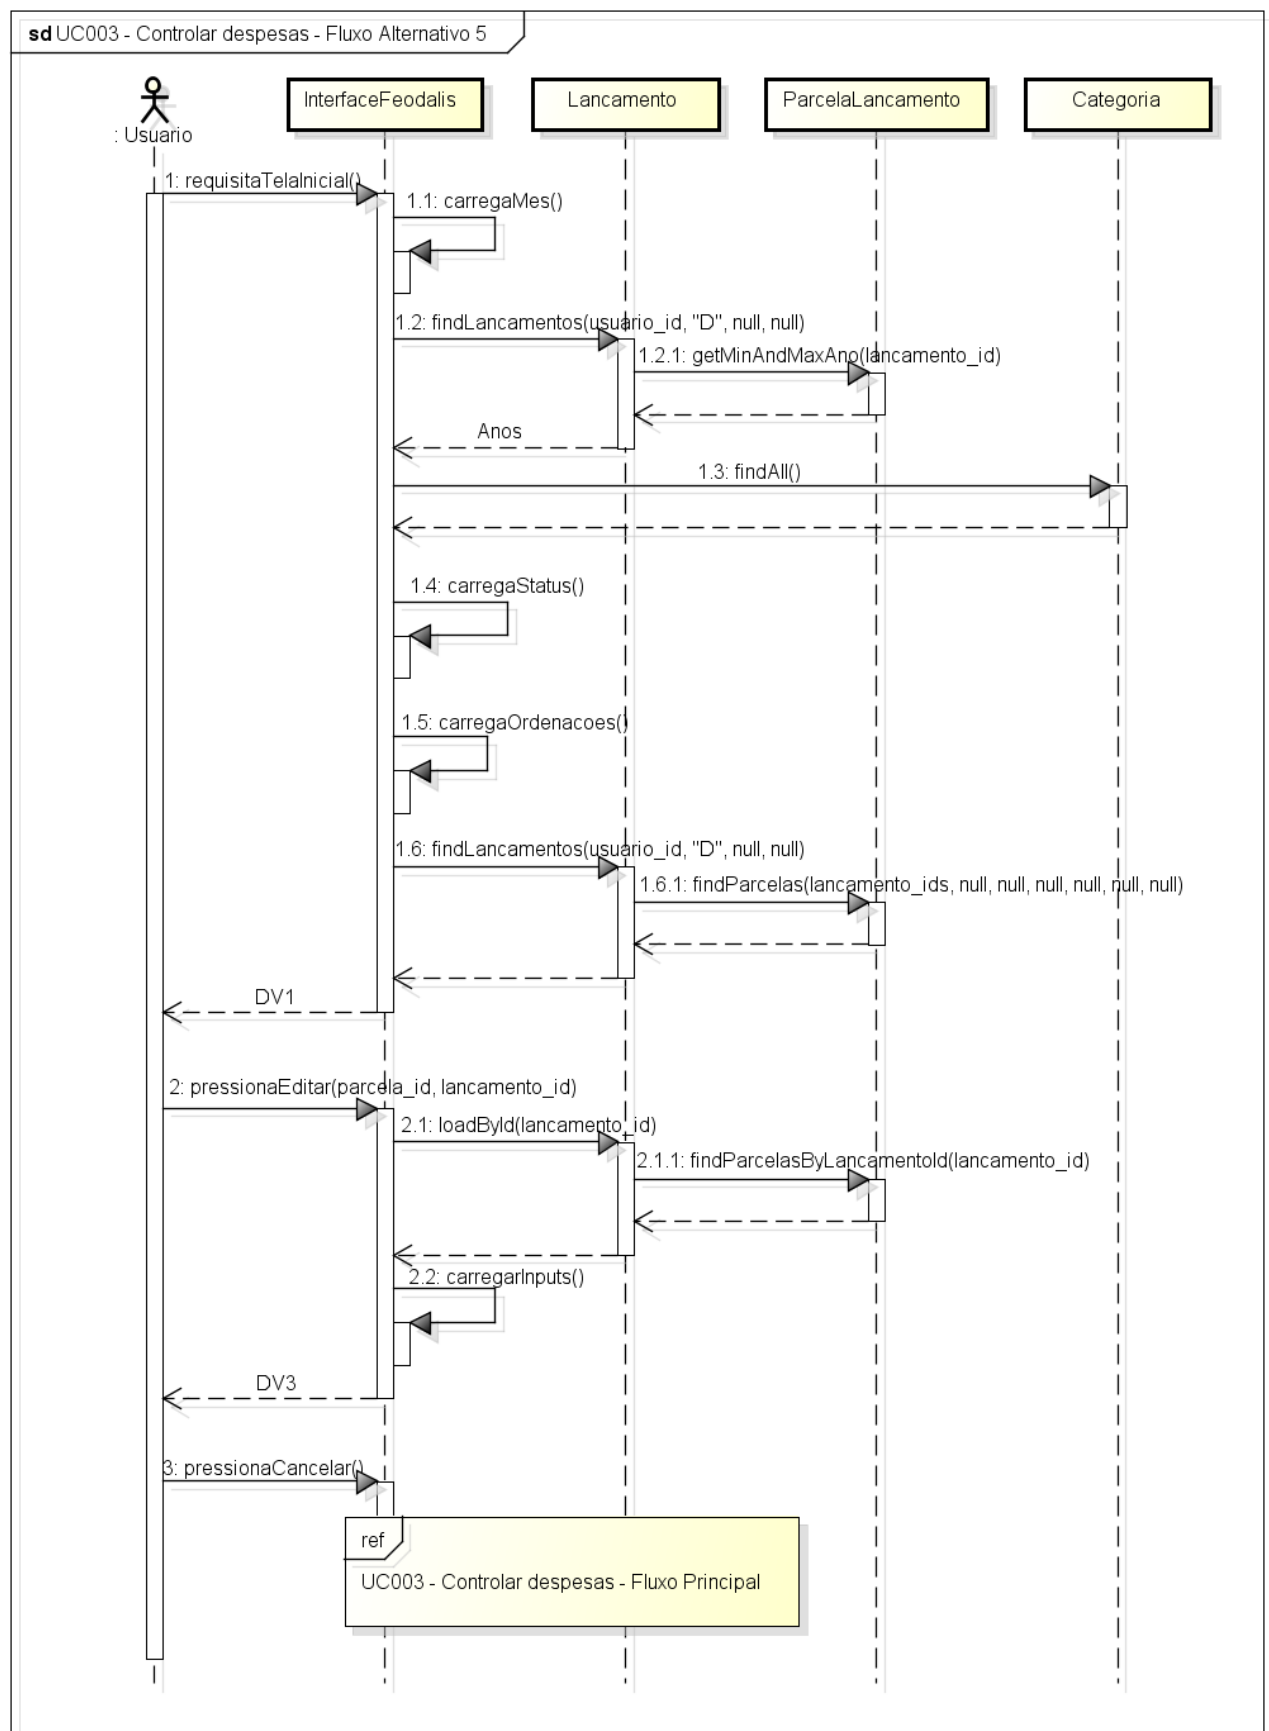 sd UC003 - Controlar despesas - Fluxo Alternativo 5
: Usuario
InterfaceFeodalis
Lancamento
ParcelaLancamento
Categoria
1: requisitaTelaInicial()
1.1: carregaMes()
1.2: findLancamentos(usuario_id, "D", null, null)
1.2.1: getMinAndMaxAno(lancamento_id)
Anos
1.3: findAll()
1.4: carregaStatus()
1.5: carregaOrdenacoes()
1.6: findLancamentos(usuario_id, "D", null, null)
1.6.1: findParcelas(lancamento_ids, null, null, null, null, null, null)
DV1
2: pressionaEditar(parcela_id, lancamento_id)
2.1: loadById(lancamento_id)
2.1.1: findParcelasByLancamentoId(lancamento_id)
2.2: carregarInputs()
DV3
3: pressionaCancelar()
ref
UC003 - Controlar despesas - Fluxo Principal